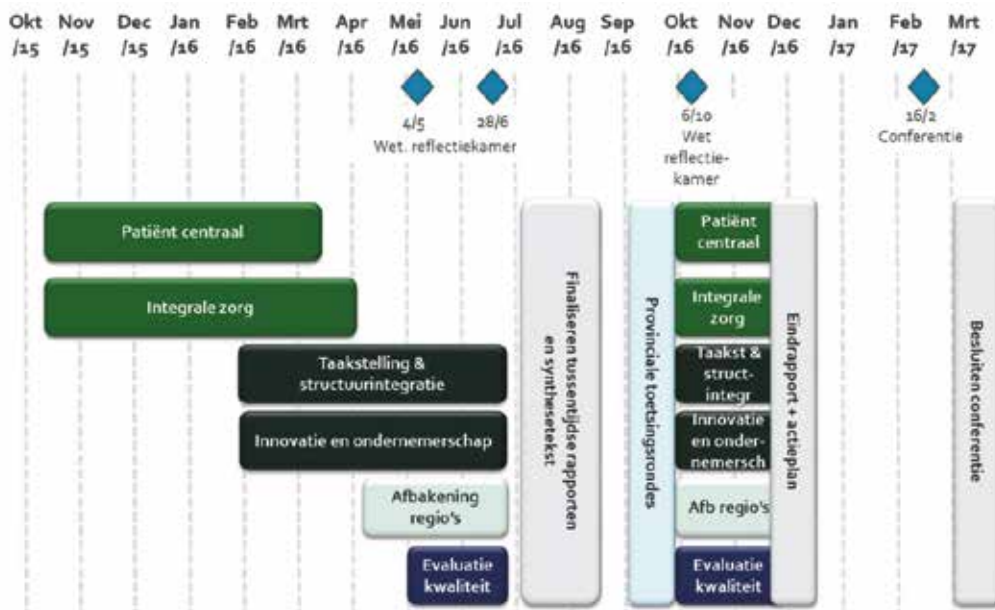 Okt Nov Dec Jan Feb Mrt Apr Mei Jun Jul Aug Sep Okt Nov Dec Jan Feb Mrt
/15 /15 /15 /16 /16 /16 /16 /16 /16 /16 /16 /16 /16 /16 /16 /17 /17 /17
4/5 28/6
Wet. reflectiekamer
6/10
Wet
reflectie-
kamer
16/2
Conferentie
Patiënt centraal
Integrale zorg
Taakstelling &
structuurintegratie
Innovatie en ondernemerschap
Afbakening
regio's
Evaluatie
kwaliteit
Finaliseren tussentijdse rapporten
en synthesetekst
Provinciale toetsingsrondes
Patiënt
centraal
Integrale
zorg
Taakst &
struct-
integr
Innovatie
en onder-
nemersch
Afb regio's
Evaluatie
kwaliteit
Eindrapport + actieplan
Besluiten conferentie